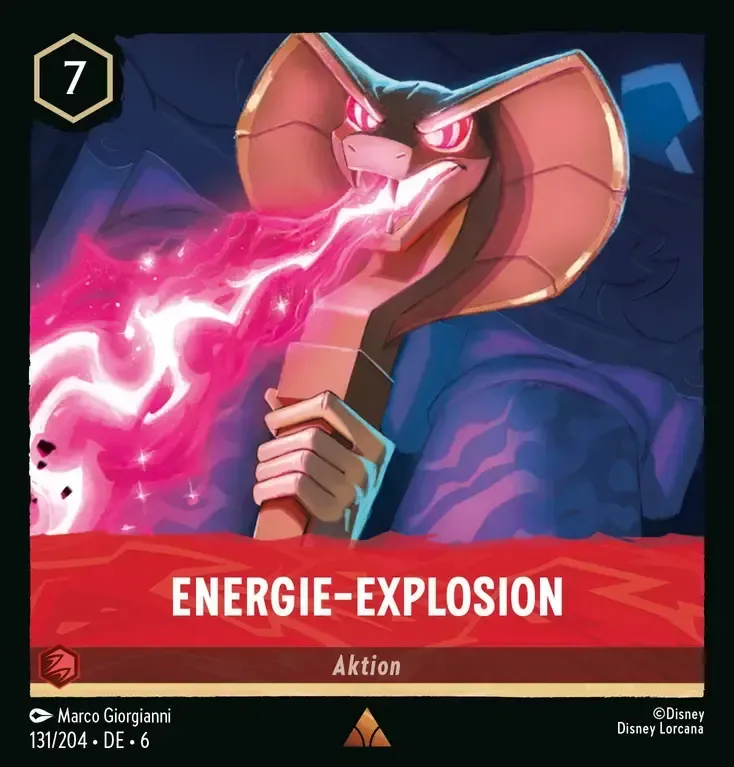 7
ENERGIE-EXPLOSION
Aktion
Marco Giorgianni
131/204 • DE • 6
©Disney
Disney Lorcana